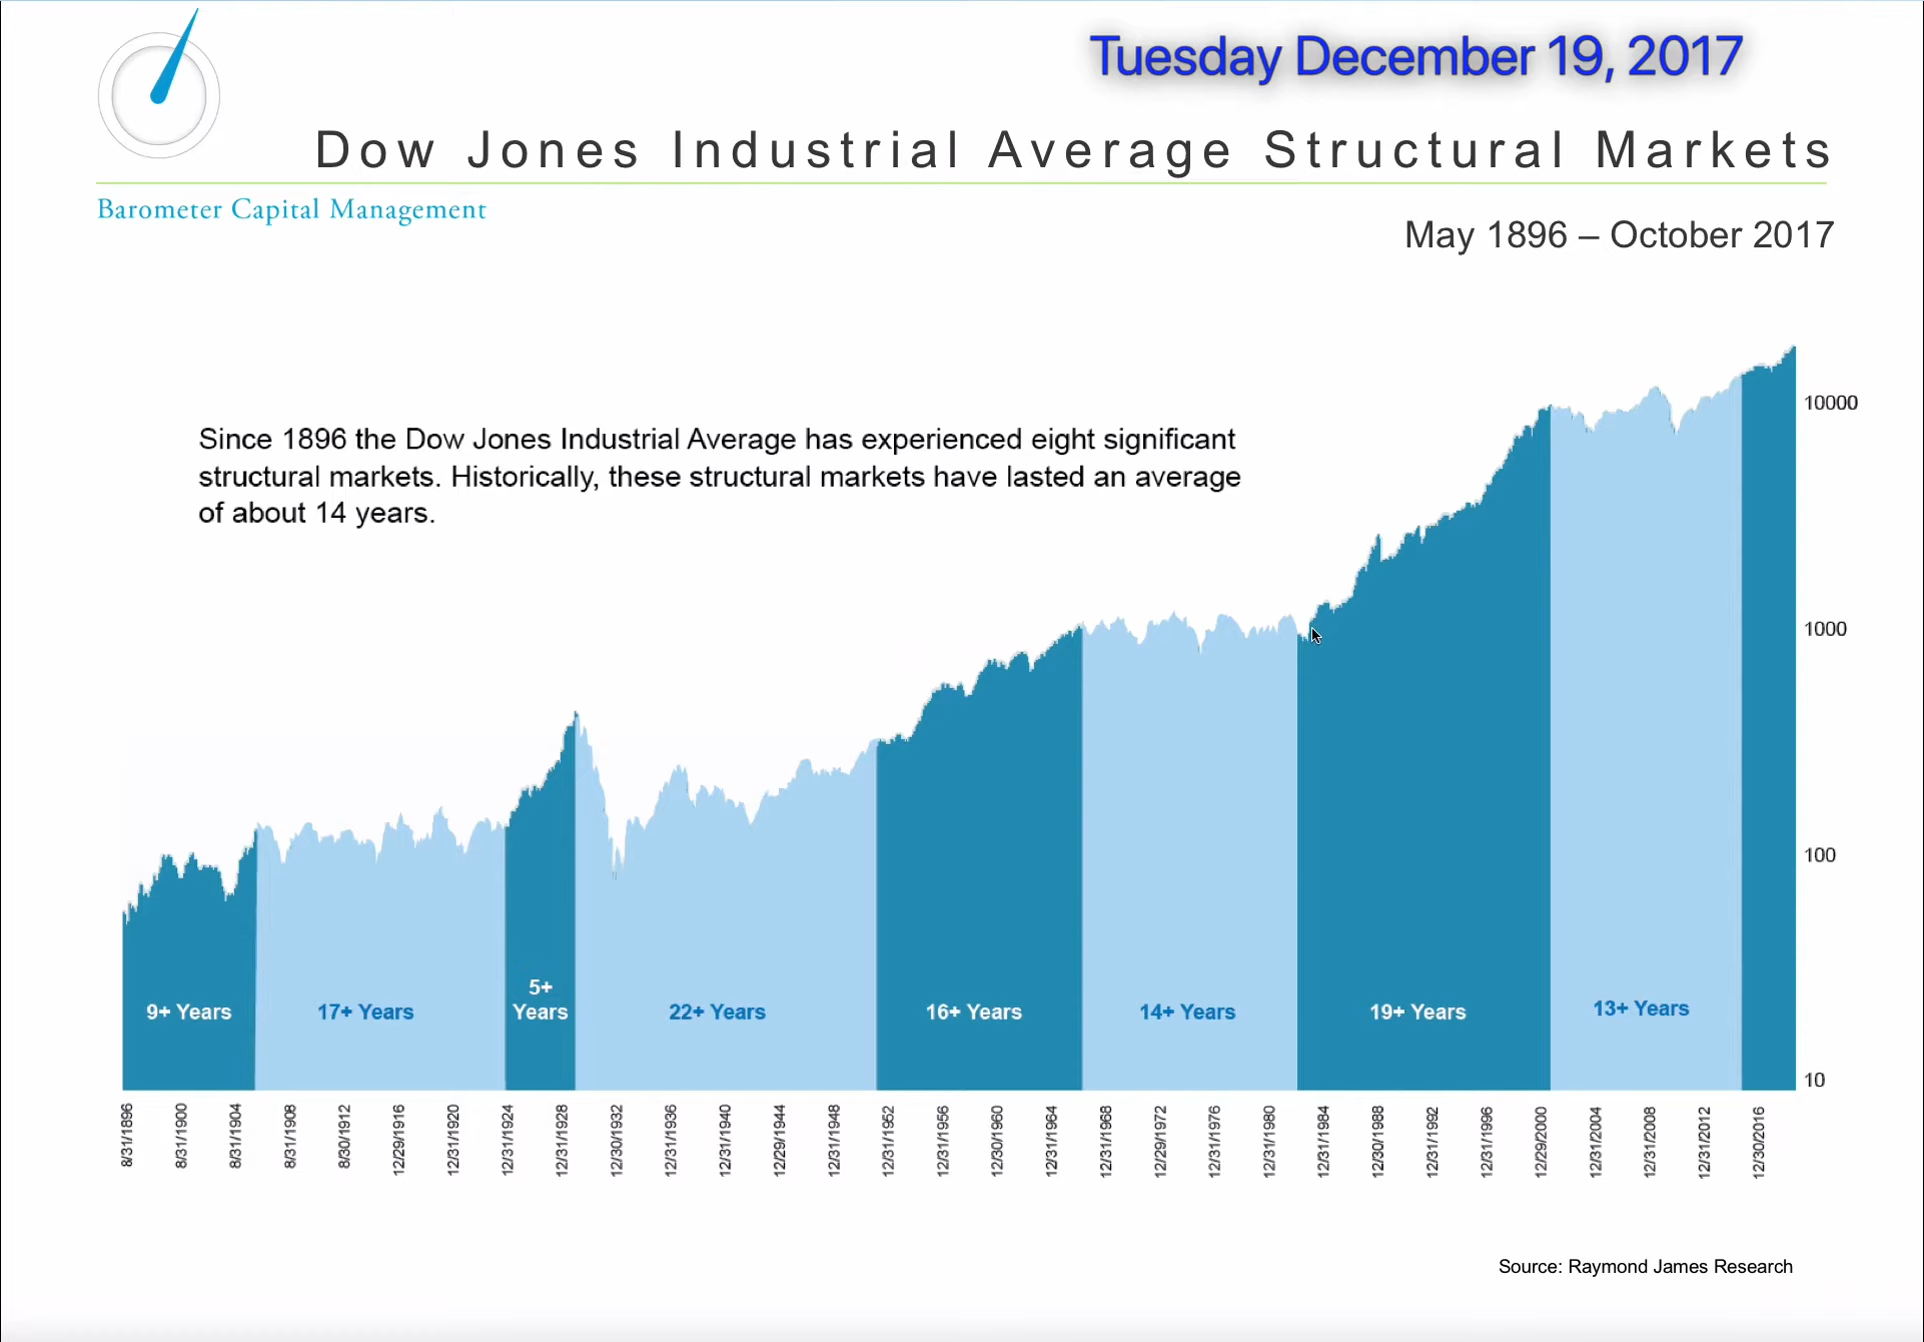 Tuesday December 19, 2017
Dow Jones Industrial Average Structural Markets
Barometer Capital Management
May 1896 – October 2017
Since 1896 the Dow Jones Industrial Average has experienced eight significant
structural markets. Historically, these structural markets have lasted an average
of about 14 years.
10000
1000
100
10
9+ Years
17+ Years
5+
Years
22+ Years
16+ Years
14+ Years
19+ Years
13+ Years
8/31/1896
8/31/1900
8/31/1904
8/31/1908
8/30/1912
12/29/1916
12/31/1920
12/31/1924
12/31/1928
12/30/1932
12/31/1936
12/31/1940
12/29/1944
12/31/1948
12/31/1952
12/31/1956
12/30/1960
12/31/1964
12/31/1968
12/29/1972
12/31/1976
12/31/1980
12/31/1984
12/30/1988
12/31/1992
12/31/1996
12/29/2000
12/31/2004
12/31/2008
12/31/2012
12/30/2016
Source: Raymond James Research